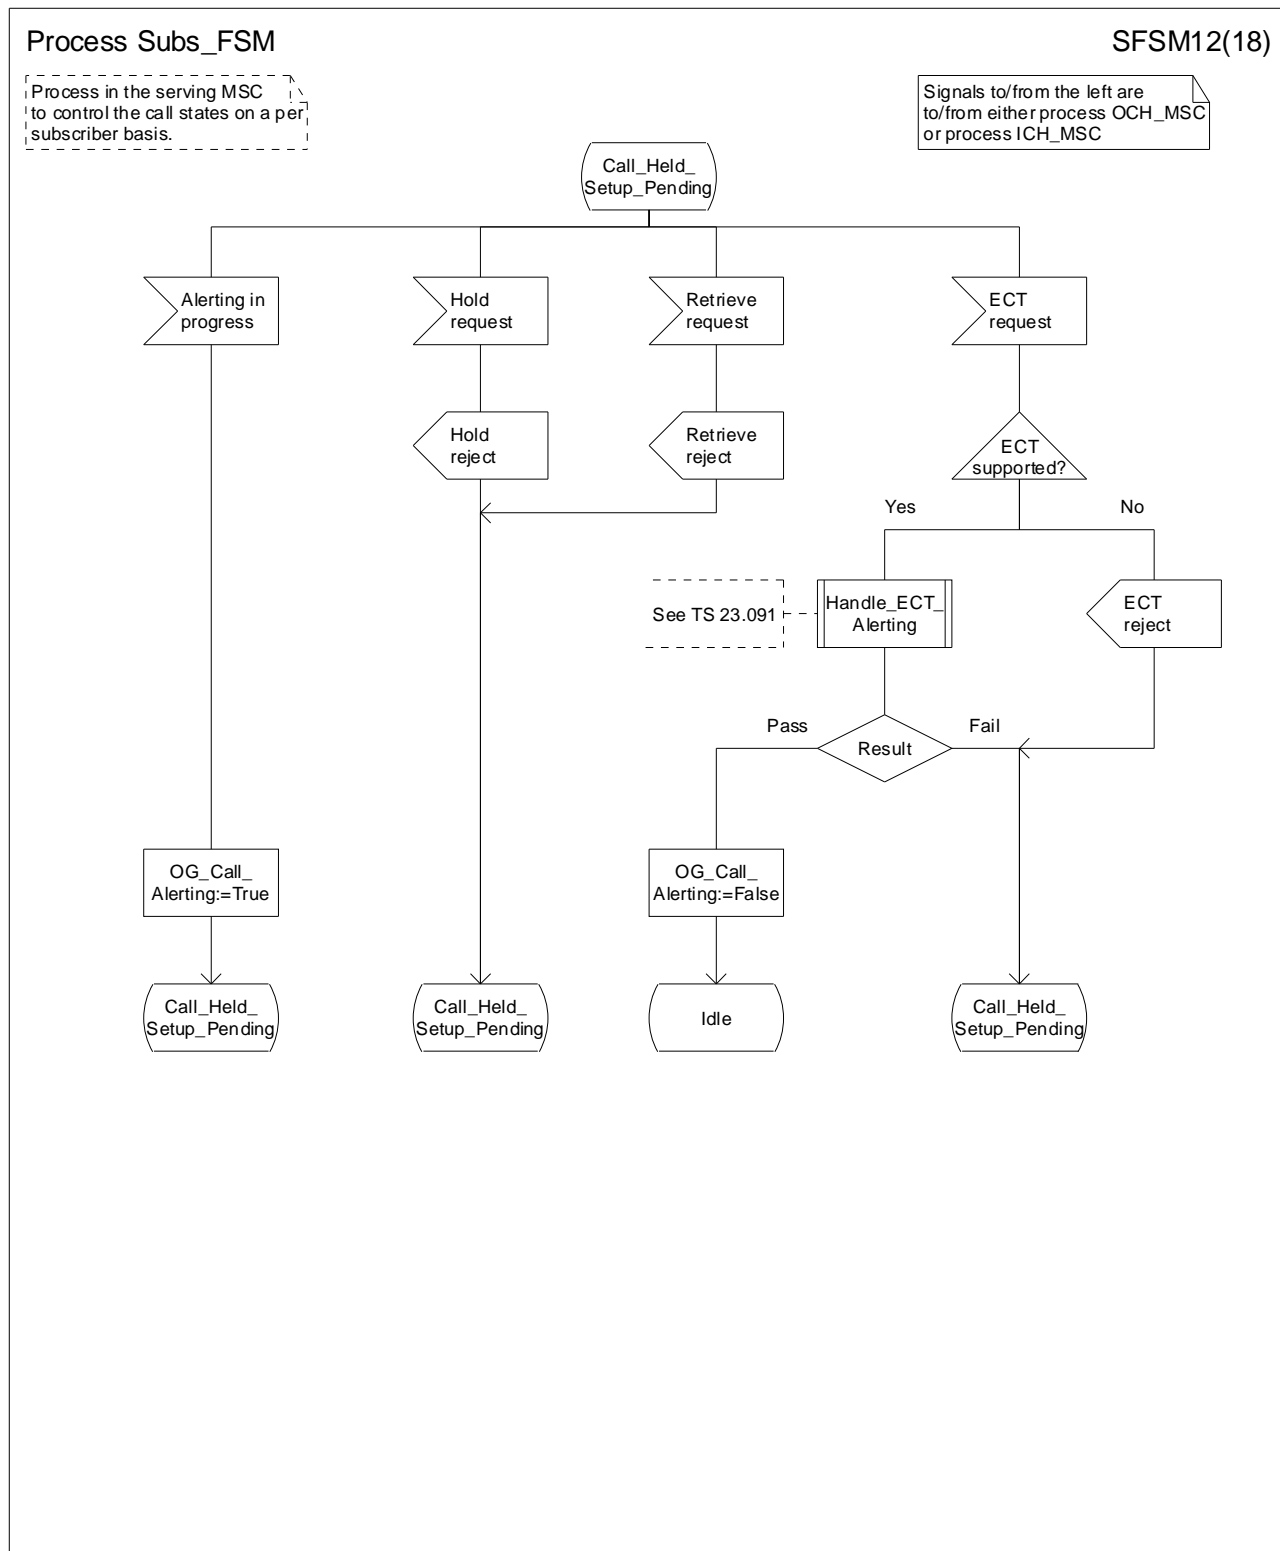 Process Subs_FSM
SFSM12(18)
Process in the serving MSC
to control the call states on a per
subscriber basis.
Signals to/from the left are
to/from either process OCH_MSC
or process ICH_MSC
Call_Held_
Setup_Pending
Alerting in
progress
Hold
request
Retrieve
request
ECT
request
Hold
reject
Retrieve
reject
ECT
supported?
Yes
No
See TS 23.091
Handle_ECT_
Alerting
ECT
reject
Pass
Fail
Result
OG_Call_
Alerting:=True
OG_Call_
Alerting:=False
Call_Held_
Setup_Pending
Call_Held_
Setup_Pending
Idle
Call_Held_
Setup_Pending